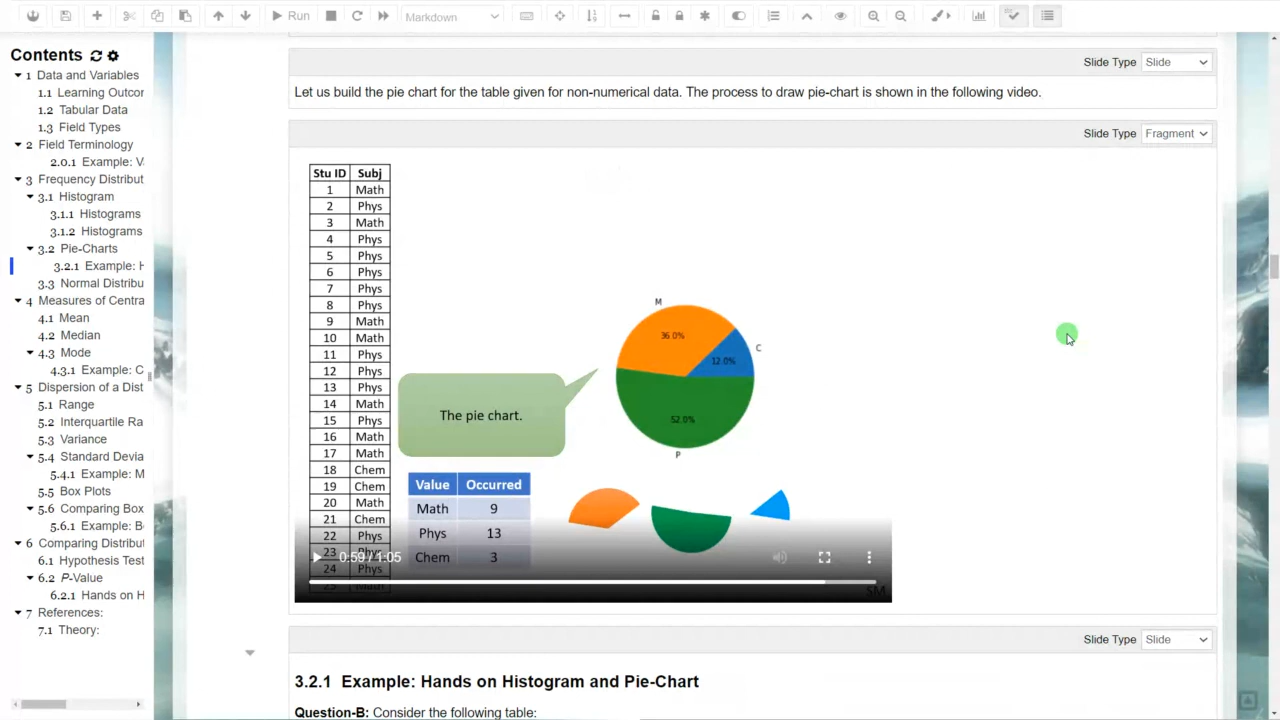 Run
Markdown
Contents
1 Data and Variables
1.1 Learning Outcor
1.2 Tabular Data
1.3 Field Types
2 Field Terminology
2.0.1 Example: V
3 Frequency Distribut
3.1 Histogram
3.1.1 Histograms
3.1.2 Histograms
3.2 Pie-Charts
3.2.1 Example: H
3.3 Normal Distribu
4 Measures of Centra
4.1 Mean
4.2 Median
4.3 Mode
4.3.1 Example: C
5 Dispersion of a Dist
5.1 Range
5.2 Interquartile Ra
5.3 Variance
5.4 Standard Devia
5.4.1 Example: M
5.5 Box Plots
5.6 Comparing Box
5.6.1 Example: B
6 Comparing Distribut
6.1 Hypothesis Test
6.2 P-Value
6.2.1 Hands on H
7 References:
7.1 Theory:
Slide Type Slide
Let us build the pie chart for the table given for non-numerical data. The process to draw pie-chart is shown in the following video.
Slide Type Fragment
Stu ID Subj
1 Math
2 Phys
3 Math
4 Phys
5 Phys
6 Phys
7 Phys
8 Phys
9 Math
10 Math
11 Phys
12 Phys
13 Phys
14 Math
15 Phys
16 Math
17 Math
18 Chem
19 Chem
20 Math
21 Chem
22 Phys
23 Phys
24 Phys
25 Math
M
36.0%
C
12.0%
52.0%
P
The pie chart.
Value Occurred
Math 9
Phys 13
Chem 3
0:59 / 1:05
SM
Slide Type Slide
3.2.1 Example: Hands on Histogram and Pie-Chart
Question-B: Consider the following table: